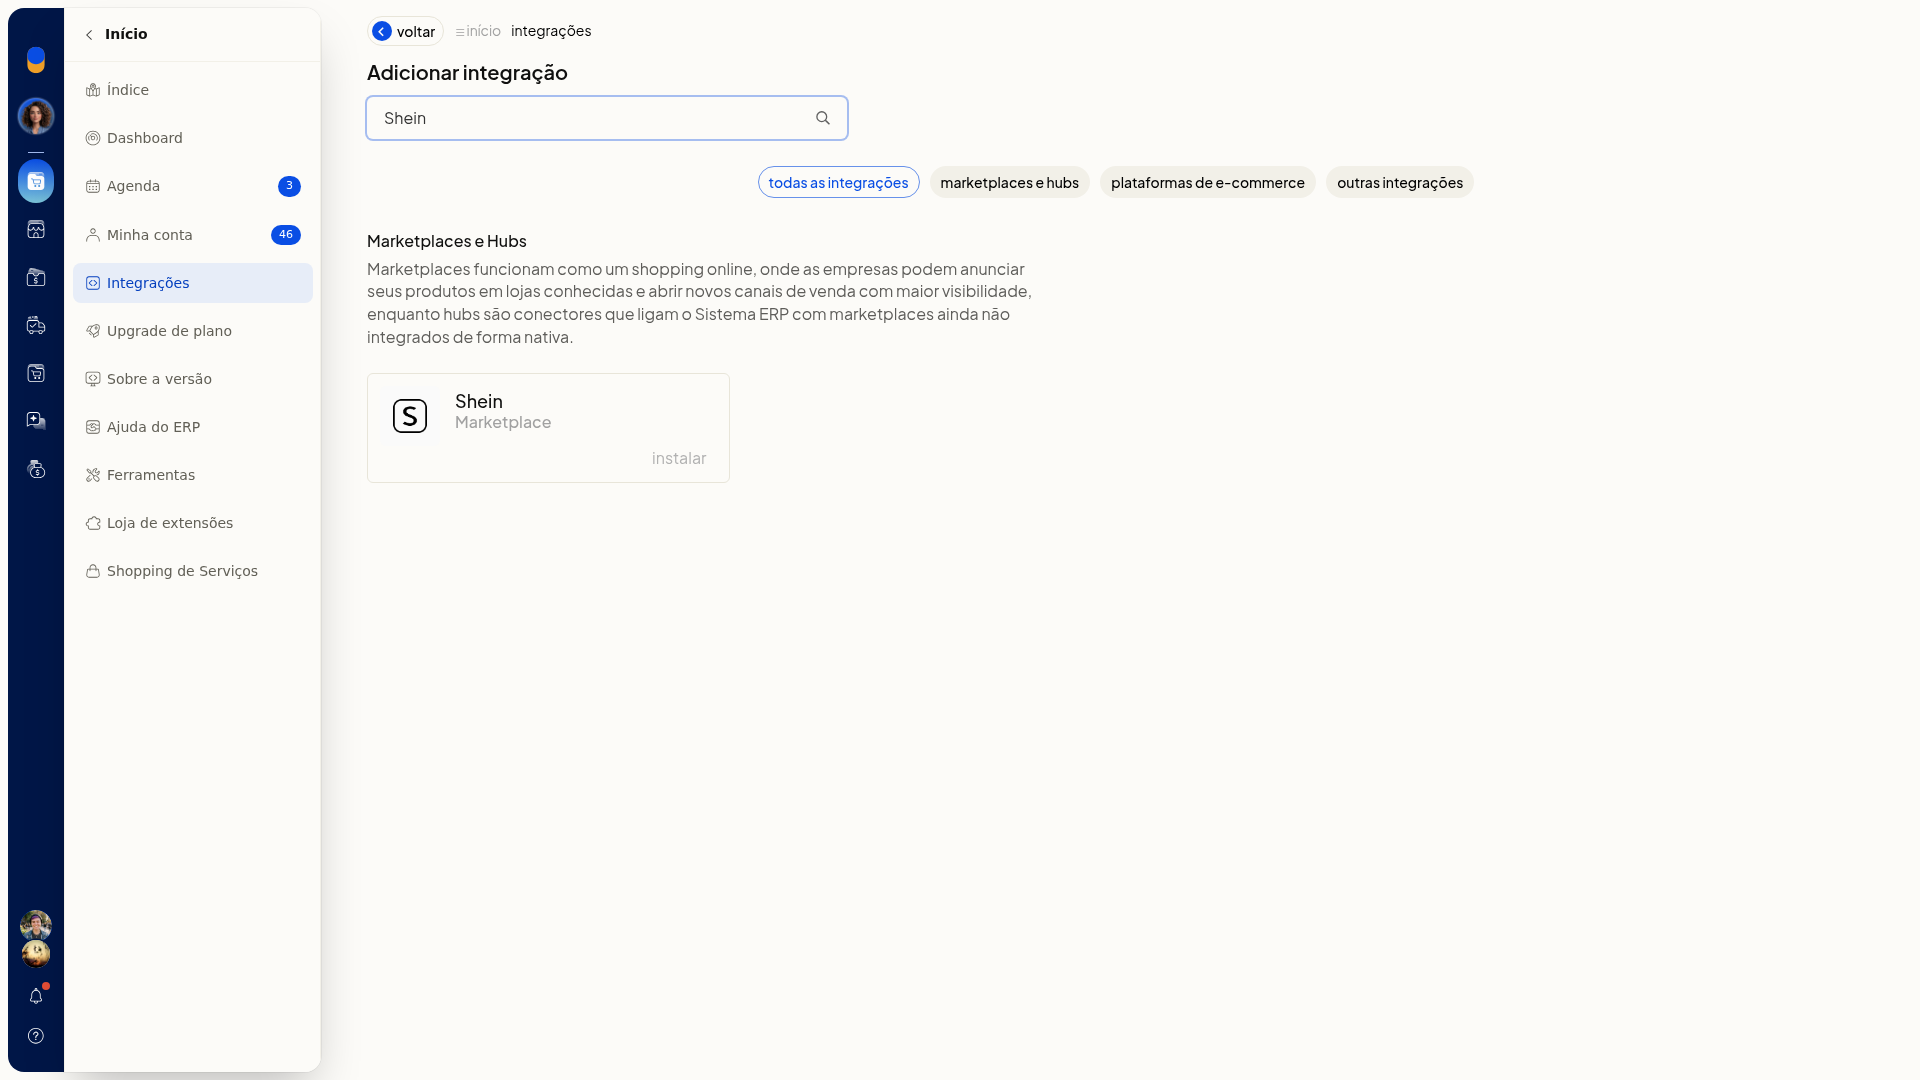 Início
Índice
Dashboard
Agenda 3
Minha conta 46
Integrações
Upgrade de plano
Sobre a versão
Ajuda do ERP
Ferramentas
Loja de extensões
Shopping de Serviços
voltar início integrações
Adicionar integração
Shein
todas as integrações marketplaces e hubs plataformas de e-commerce outras integrações
Marketplaces e Hubs
Marketplaces funcionam como um shopping online, onde as empresas podem anunciar
seus produtos em lojas conhecidas e abrir novos canais de venda com maior visibilidade,
enquanto hubs são conectores que ligam o Sistema ERP com marketplaces ainda não
integrados de forma nativa.
S
Shein
Marketplace
instalar